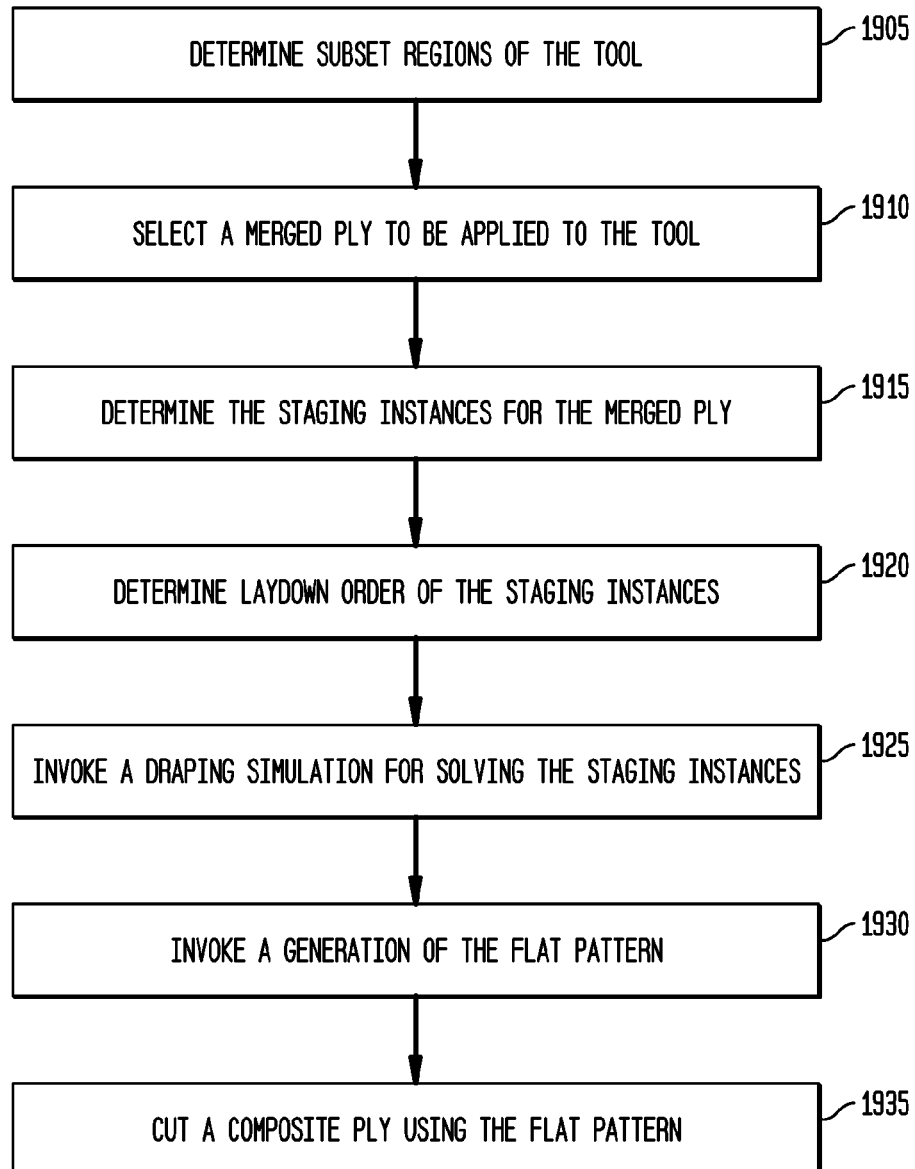 DETERMINE SUBSET REGIONS OF THE TOOL
1905
SELECT A MERGED PLY TO BE APPLIED TO THE TOOL
1910
DETERMINE THE STAGING INSTANCES FOR THE MERGED PLY
1915
DETERMINE LAYDOWN ORDER OF THE STAGING INSTANCES
1920
INVOKE A DRAPING SIMULATION FOR SOLVING THE STAGING INSTANCES
1925
INVOKE A GENERATION OF THE FLAT PATTERN
1930
CUT A COMPOSITE PLY USING THE FLAT PATTERN
1935